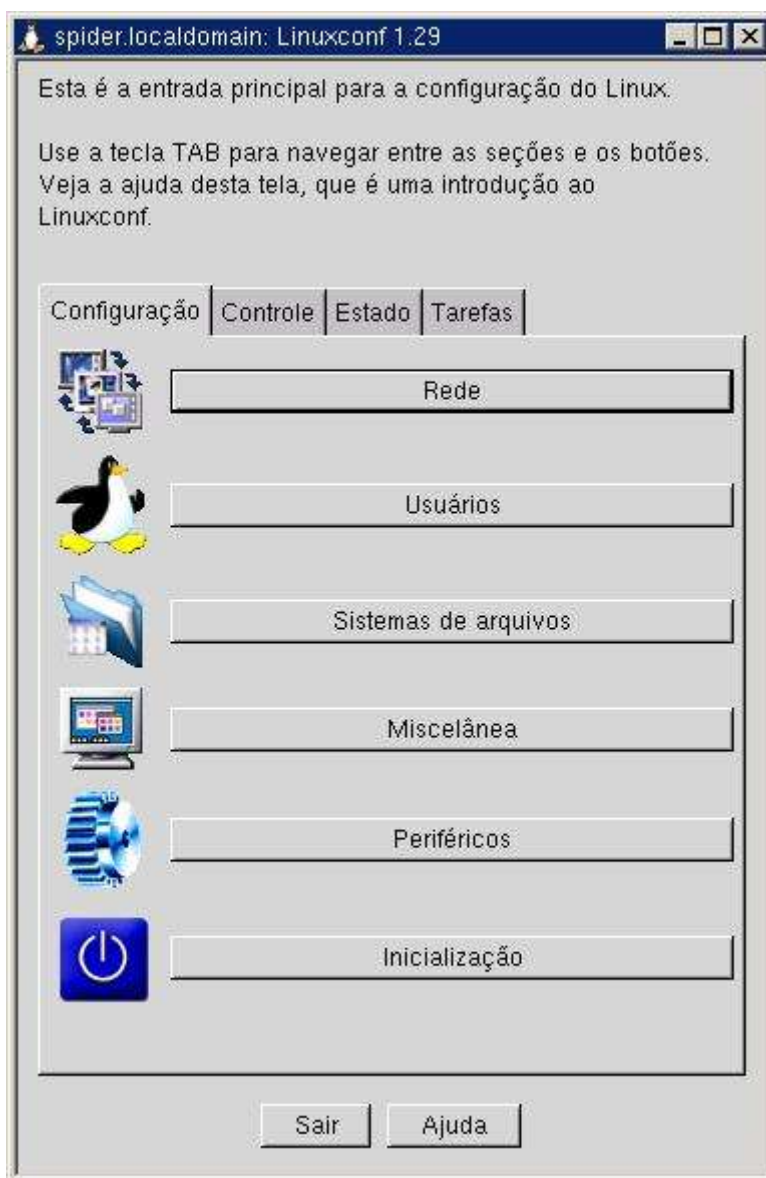 spider.localdomain: Linuxconf 1.29
Esta é a entrada principal para a configuração do Linux.
Use a tecla TAB para navegar entre as seções e os botões.
Veja a ajuda desta tela, que é uma introdução ao
Linuxconf.
Configuração Controle Estado Tarefas
Rede
Usuários
Sistemas de arquivos
Miscelânea
Periféricos
Inicialização
Sair Ajuda